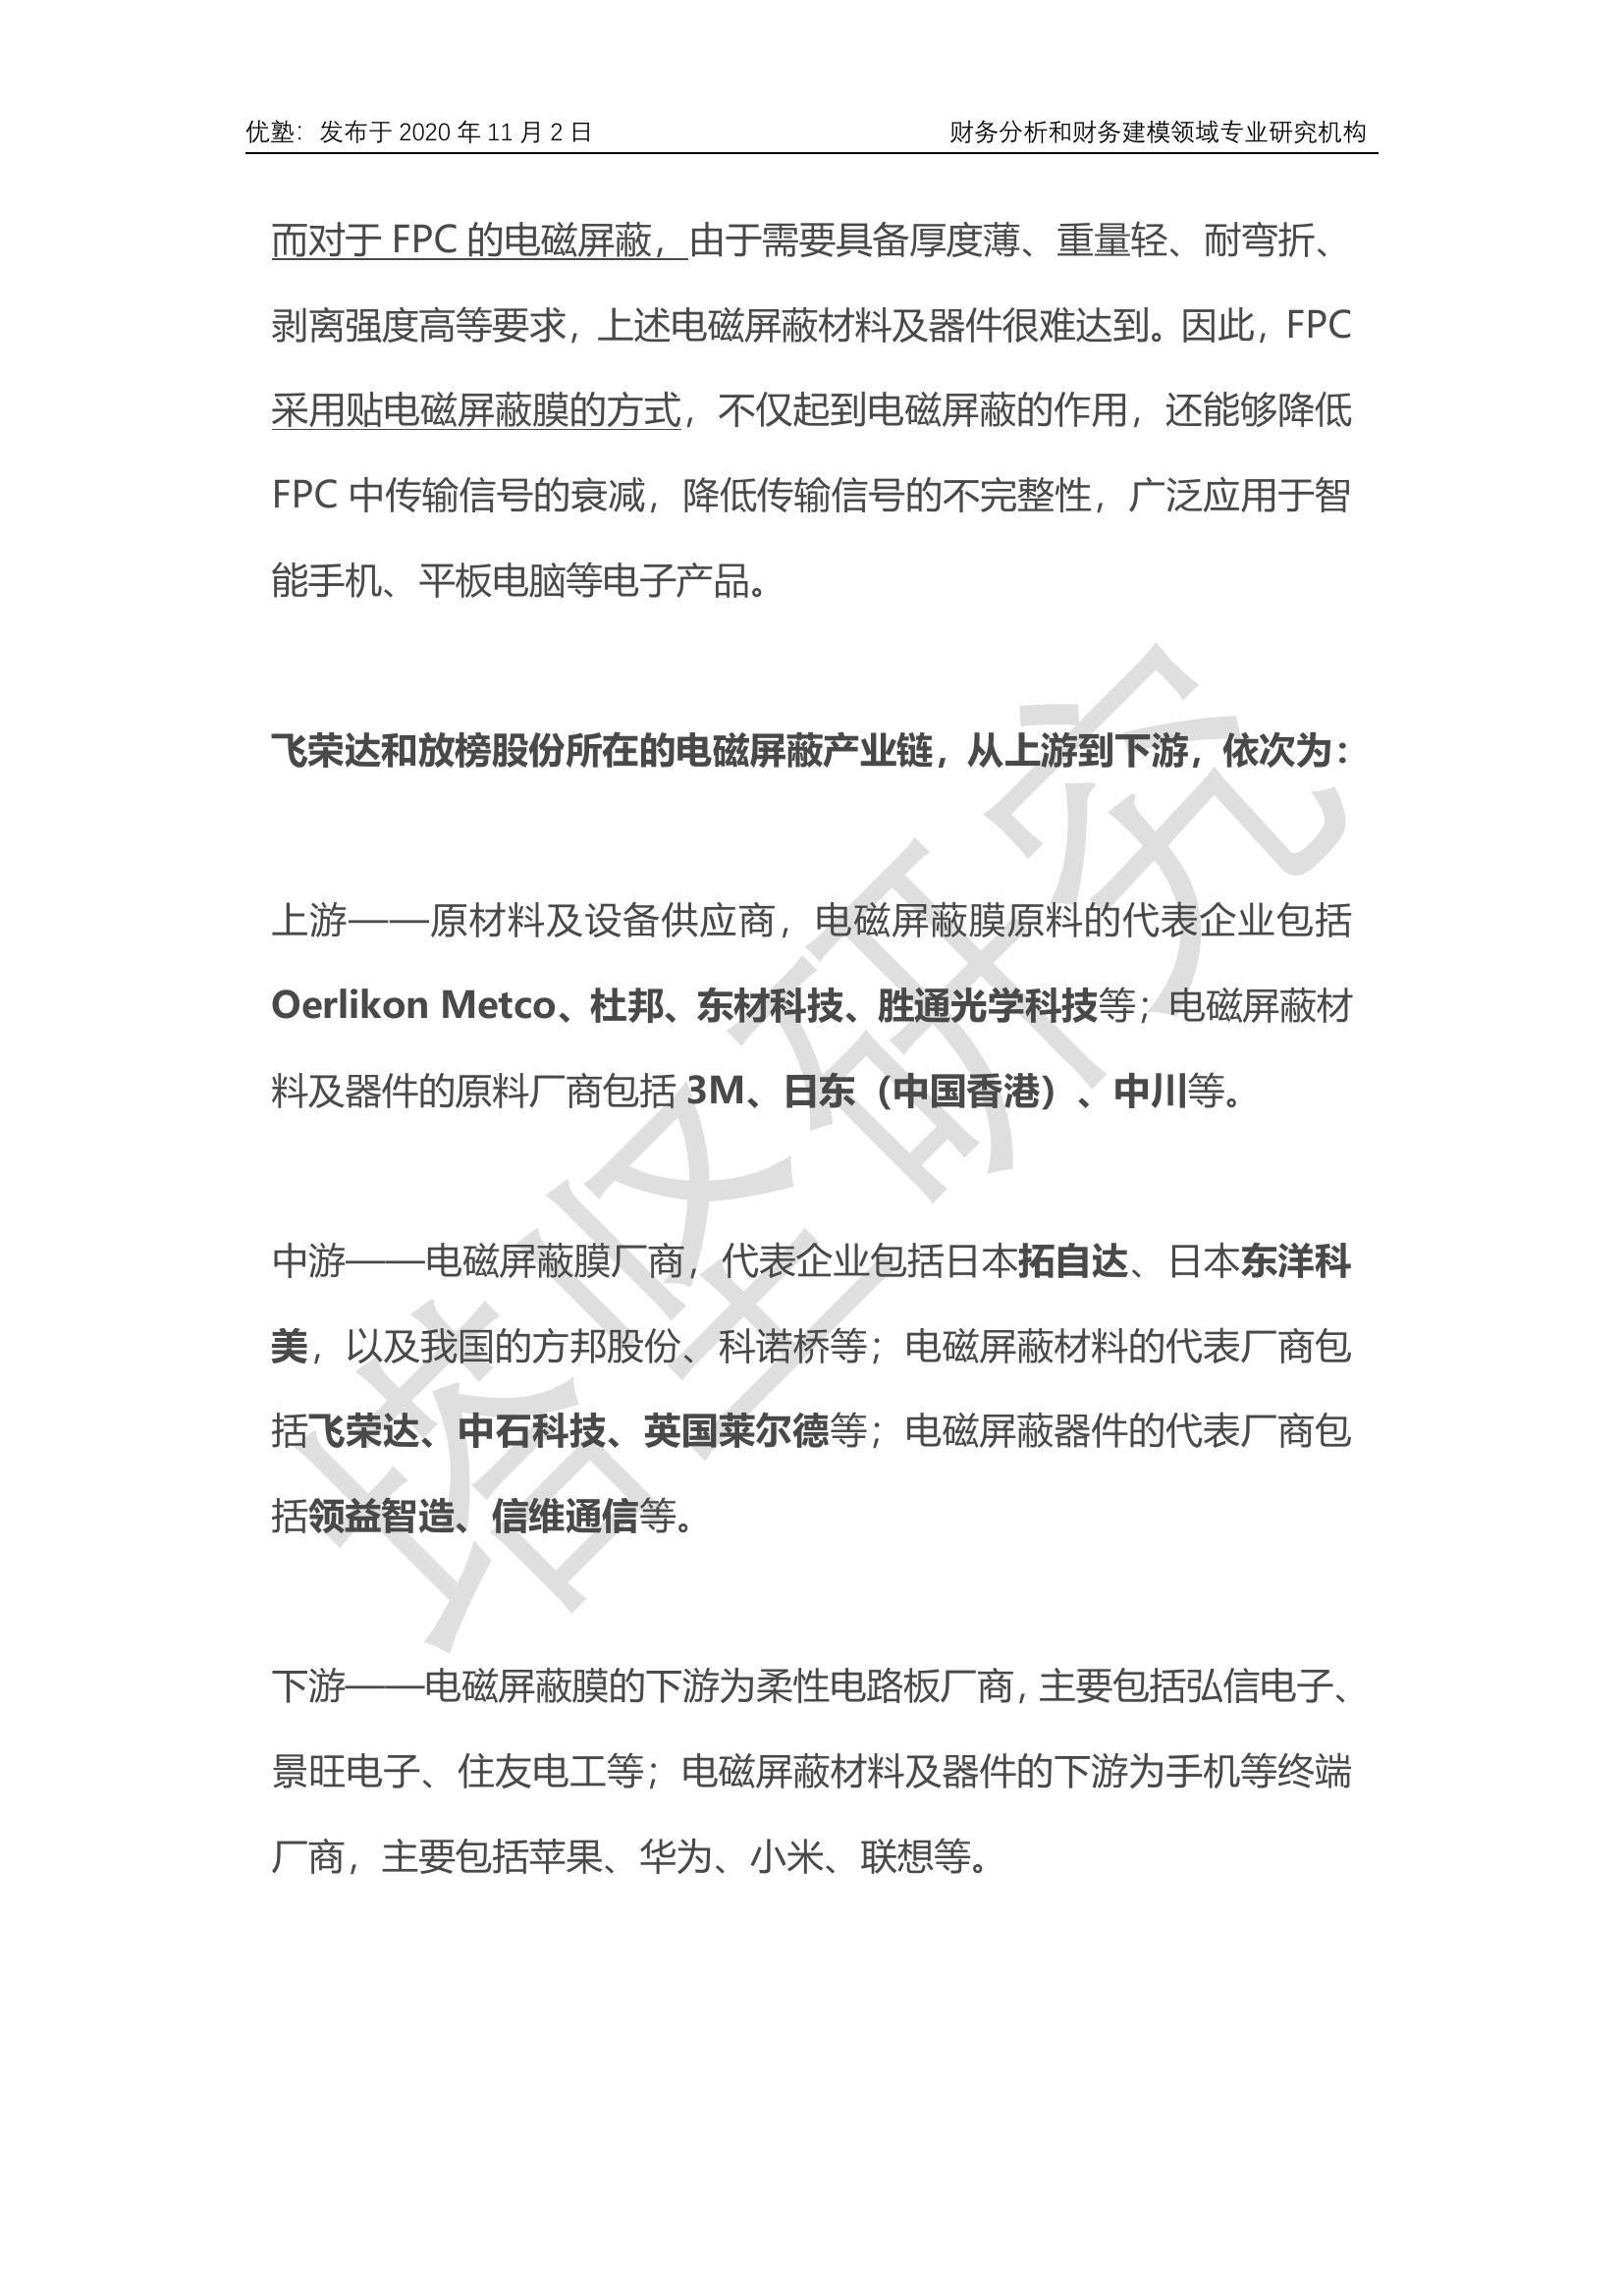 优塾：发布于 2020 年 11 月 2 日 财务分析和财务建模领域专业研究机构
而对于 FPC 的电磁屏蔽，由于需要具备厚度薄、重量轻、耐弯折、
剥离强度高等要求，上述电磁屏蔽材料及器件很难达到。因此，FPC
采用贴电磁屏蔽膜的方式，不仅起到电磁屏蔽的作用，还能够降低
FPC 中传输信号的衰减，降低传输信号的不完整性，广泛应用于智
能手机、平板电脑等电子产品。
飞荣达和放榜股份所在的电磁屏蔽产业链，从上游到下游，依次为：
上游——原材料及设备供应商，电磁屏蔽膜原料的代表企业包括
Oerlikon Metco、杜邦、东材科技、胜通光学科技等；电磁屏蔽材
料及器件的原料厂商包括 3M、日东（中国香港）、中川等。
中游——电磁屏蔽膜厂商，代表企业包括日本拓自达、日本东洋科
美，以及我国的方邦股份、科诺桥等；电磁屏蔽材料的代表厂商包
括飞荣达、中石科技、英国莱尔德等；电磁屏蔽器件的代表厂商包
括领益智造、信维通信等。
下游——电磁屏蔽膜的下游为柔性电路板厂商，主要包括弘信电子、
景旺电子、住友电工等；电磁屏蔽材料及器件的下游为手机等终端
厂商，主要包括苹果、华为、小米、联想等。
塔坚研究